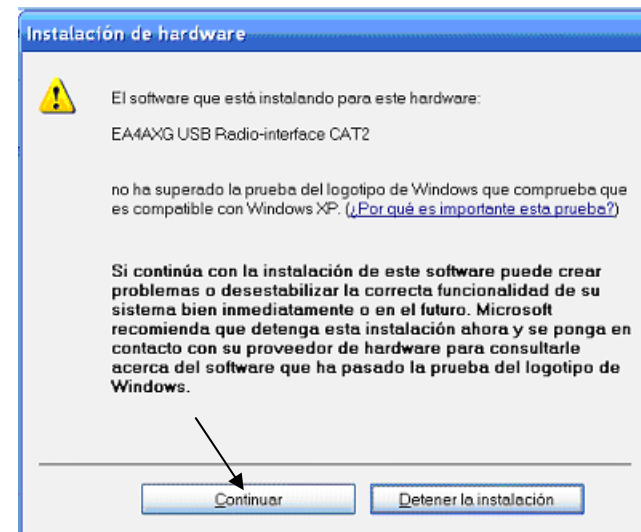 Instalación de hardware
El software que está instalando para este hardware:
EA4AXG USB Radio-interface CAT2
no ha superado la prueba del logotipo de Windows que comprueba que
es compatible con Windows XP. (¿Por qué es importante esta prueba?)
Si continúa con la instalación de este software puede crear
problemas o desestabilizar la correcta funcionalidad de su
sistema bien inmediatamente o en el futuro. Microsoft
recomienda que detenga esta instalación ahora y se ponga en
contacto con su proveedor de hardware para consultarle
acerca del software que ha pasado la prueba del logotipo de
Windows.
Continuar Detener la instalación